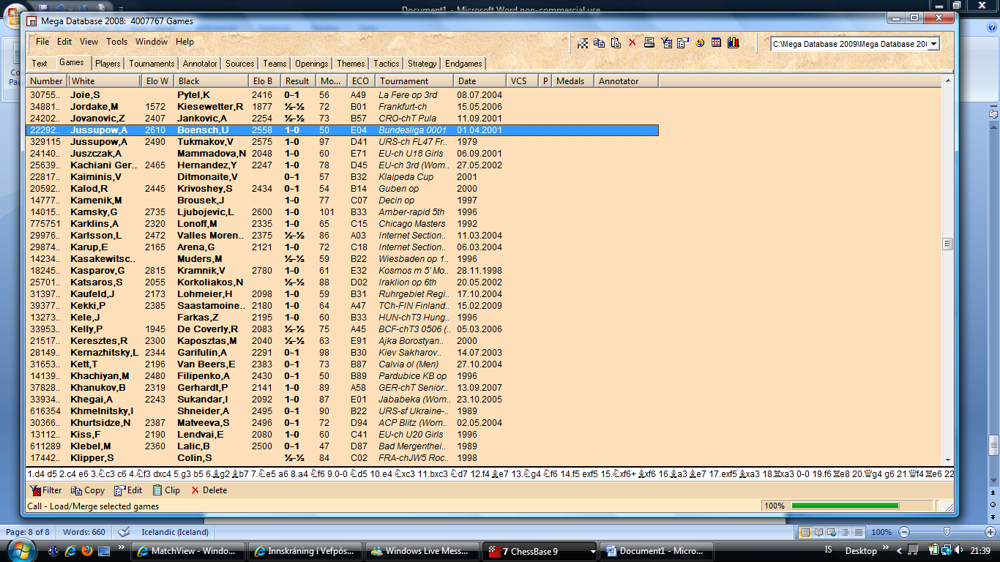 Document1 - Microsoft Word non-commercial use
Mega Database 2008: 4007767 Games
File Edit View Tools Window Help
C:\Mega Database 2009\Mega Database 200
Text Games Players Tournaments Annotator Sources Teams Openings Themes Tactics Strategy Endgames
Number White Elo W Black Elo B Result Mo... ECO Tournament Date VCS P Medals Annotator
30755.. Joie,S Pytel,K 2416 0-1 56 A49 La Fere op 3rd 08.07.2004
34881.. Jordake,M 1572 Kiesewetter,R 1877 ½-½ 72 B01 Frankfurt-ch 15.05.2006
24202.. Jovanovic,Z 2407 Jankovic,A 2254 ½-½ 73 B57 CRO-chT Pula 11.09.2001
22292.. Jussupow,A 2610 Boensch,U 2558 1-0 50 E04 Bundesliga 0001 01.04.2001
329115 Jussupow,A 2490 Tukmakov,V 2575 1-0 97 D41 URS-ch FL47 Fr.. 1979
24140.. Juszczak,A Mammadova,N 2048 1-0 60 E71 EU-ch U18 Girls 06.09.2001
25639.. Kachiani Ger.. 2465 Hernandez,Y 2247 1-0 78 D45 EU-ch 3rd (Wom.. 27.05.2002
22817.. Kaiminis,V Ditmonaite,V 0-1 57 B32 Klaipeda Cup 2001
20592.. Kalod,R 2445 Krivoshey,S 2434 0-1 54 B14 Guben op 2000
14777.. Kamenik,M Brousek,J 1-0 77 C07 Decin op 1997
14015.. Kamsky,G 2735 Ljubojevic,L 2600 1-0 101 B33 Amber-rapid 5th 1996
775751 Karklins,A 2320 Lonoff,M 2335 1-0 65 C15 Chicago Masters 1992
29976.. Karlsson,L 2472 Valles Moren.. 2375 ½-½ 86 A03 Internet Section.. 11.03.2004
29874.. Karup,E 2165 Arena,G 2121 1-0 72 C18 Internet Section.. 06.03.2004
14234.. Kasakewitsc.. Muders,M ½-½ 59 B22 Wiesbaden op 1.. 1996
18245.. Kasparov,G 2815 Kramnik,V 2780 1-0 61 E32 Kosmos m 5' Mo.. 28.11.1998
25701.. Katsaros,S 2055 Korkoliakos,N ½-½ 88 D02 Iraklion op 6th 20.05.2002
31397.. Kaufeld,J 2173 Lohmeier,H 2098 1-0 59 B31 Ruhrgebiet Regi.. 17.10.2004
39377.. Kekki,P 2385 Saastamoine.. 2180 1-0 64 A47 TCh-FIN Finland.. 15.02.2009
13273.. Kele,J Farkas,Z 2195 1-0 60 B33 HUN-chT3 Hung.. 1996
33953.. Kelly,P 1945 De Coverly,R 2083 ½-½ 75 A45 BCF-chT3 0506 (.. 05.03.2006
21517.. Keresztes,R 2300 Kaposztas,M 2040 ½-½ 63 E91 Ajka Borostyan.. 2000
28149.. Kernazhitsky,L 2344 Garifulin,A 2291 0-1 98 B30 Kiev Sakharov.. 14.07.2003
31653.. Kett,T 2196 Van Beers,E 2383 0-1 73 B87 Calvia ol (Men) 27.10.2004
14139.. Khachiyan,M 2480 Filipenko,A 2430 0-1 50 B89 Pardubice KB op 1996
37828.. Khanukov,B 2319 Gerhardt,P 2141 1-0 89 A58 GER-chT Senior.. 13.09.2007
33934.. Khegai,A 2243 Sukandar,I 2092 1-0 87 E01 Jababeka (Wom.. 23.10.2005
616354 Khmelnitsky,I Shneider,A 2495 0-1 90 B22 URS-sf Ukraine-.. 1989
30366.. Khurtsidze,N 2387 Matveeva,S 2496 0-1 72 D94 ACP Blitz (Wom.. 02.05.2004
13112.. Kiss,F 2190 Lendvai,E 2080 1-0 60 C41 EU-ch U20 Girls 1996
611289 Klebel,M 2360 Lalic,B 2500 0-1 47 D87 Bad Mergenthei.. 1989
17442.. Klipper,S Colin,S ½-½ 84 C02 FRA-chJW5 Roc.. 1998
1.d4 d5 2.c4 e6 3.♘c3 c6 4.♘f3 dxc4 5.g3 b5 6.♗g2 ♗b7 7.♘e5 a6 8.a4 ♘f6 9.0-0 ♘d5 10.e4 ♘xc3 11.bxc3 ♘d7 12.f4 ♗e7 13.♘g4 ♘f6 14.f5 exf5 15.♘xf6+ ♗xf6 16.♗a3 ♗e7 17.exf5 ♗xa3 18.♖xa3 0-0 19.f6 ♖e8 20.♕g4 g6 21.♕f4 ♖e6 22
Filter Copy Edit Clip Delete
Call - Load/Merge selected games 100%
Page: 8 of 8 Words: 660 Icelandic (Iceland) 100%
MatchView - Windo... Innskráning í Vefpós... Windows Live Mess... 7 ChessBase 9 Document1 - Micro... IS Desktop 21:39